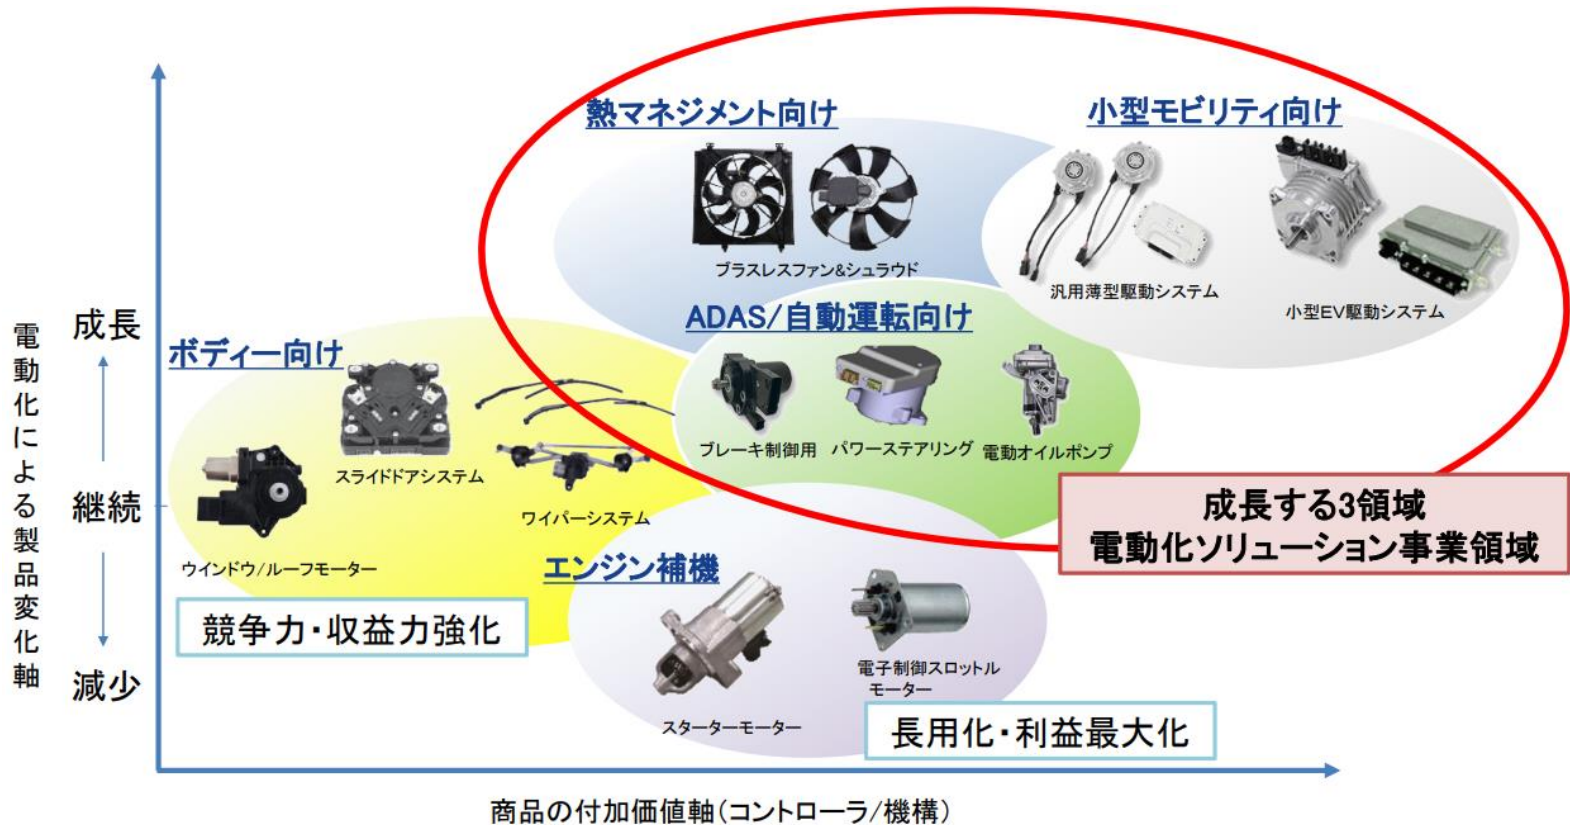 熱マネジメント向け
小型モビリティ向け
ブラスレスファン&シュラウド
汎用薄型駆動システム
小型EV駆動システム
ADAS/自動運転向け
ブレーキ制御用
パワーステアリング
電動オイルポンプ
成長する3領域
電動化ソリューション事業領域
電動化による製品変化軸
成長
継続
減少
ボディー向け
スライドドアシステム
ワイパーシステム
ウインドウ/ルーフモーター
競争力・収益力強化
エンジン補機
スターターモーター
電子制御スロットル
モーター
長用化・利益最大化
商品の付加価値軸(コントローラ/機構)